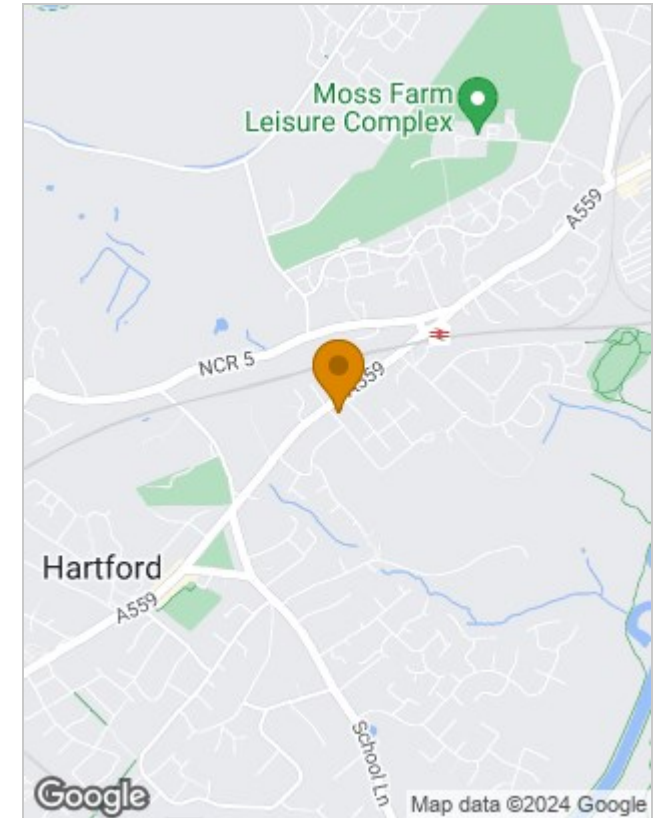 Moss Farm
Leisure Complex
A559
NCR 5
A559
Hartford
A559
School Ln
Google
Map data ©2024 Google